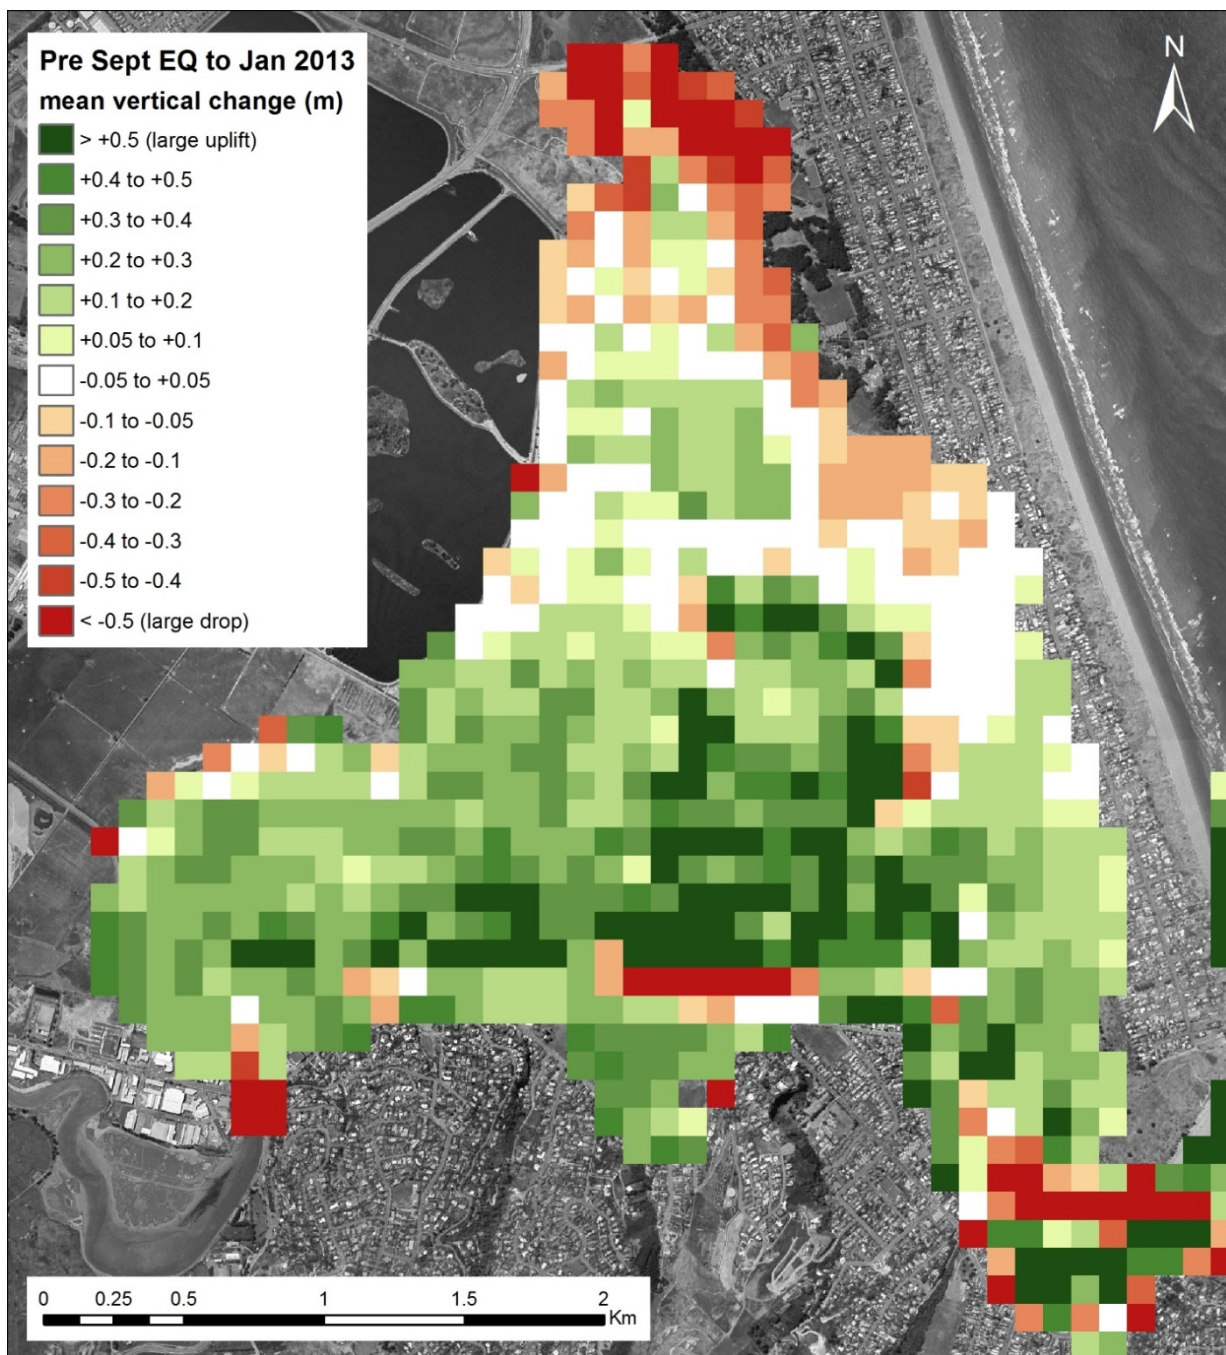 Pre Sept EQ to Jan 2013
mean vertical change (m)
> +0.5 (large uplift)
+0.4 to +0.5
+0.3 to +0.4
+0.2 to +0.3
+0.1 to +0.2
+0.05 to +0.1
-0.05 to +0.05
-0.1 to -0.05
-0.2 to -0.1
-0.3 to -0.2
-0.4 to -0.3
-0.5 to -0.4
< -0.5 (large drop)
N
0 0.25 0.5 1 1.5 2
Km